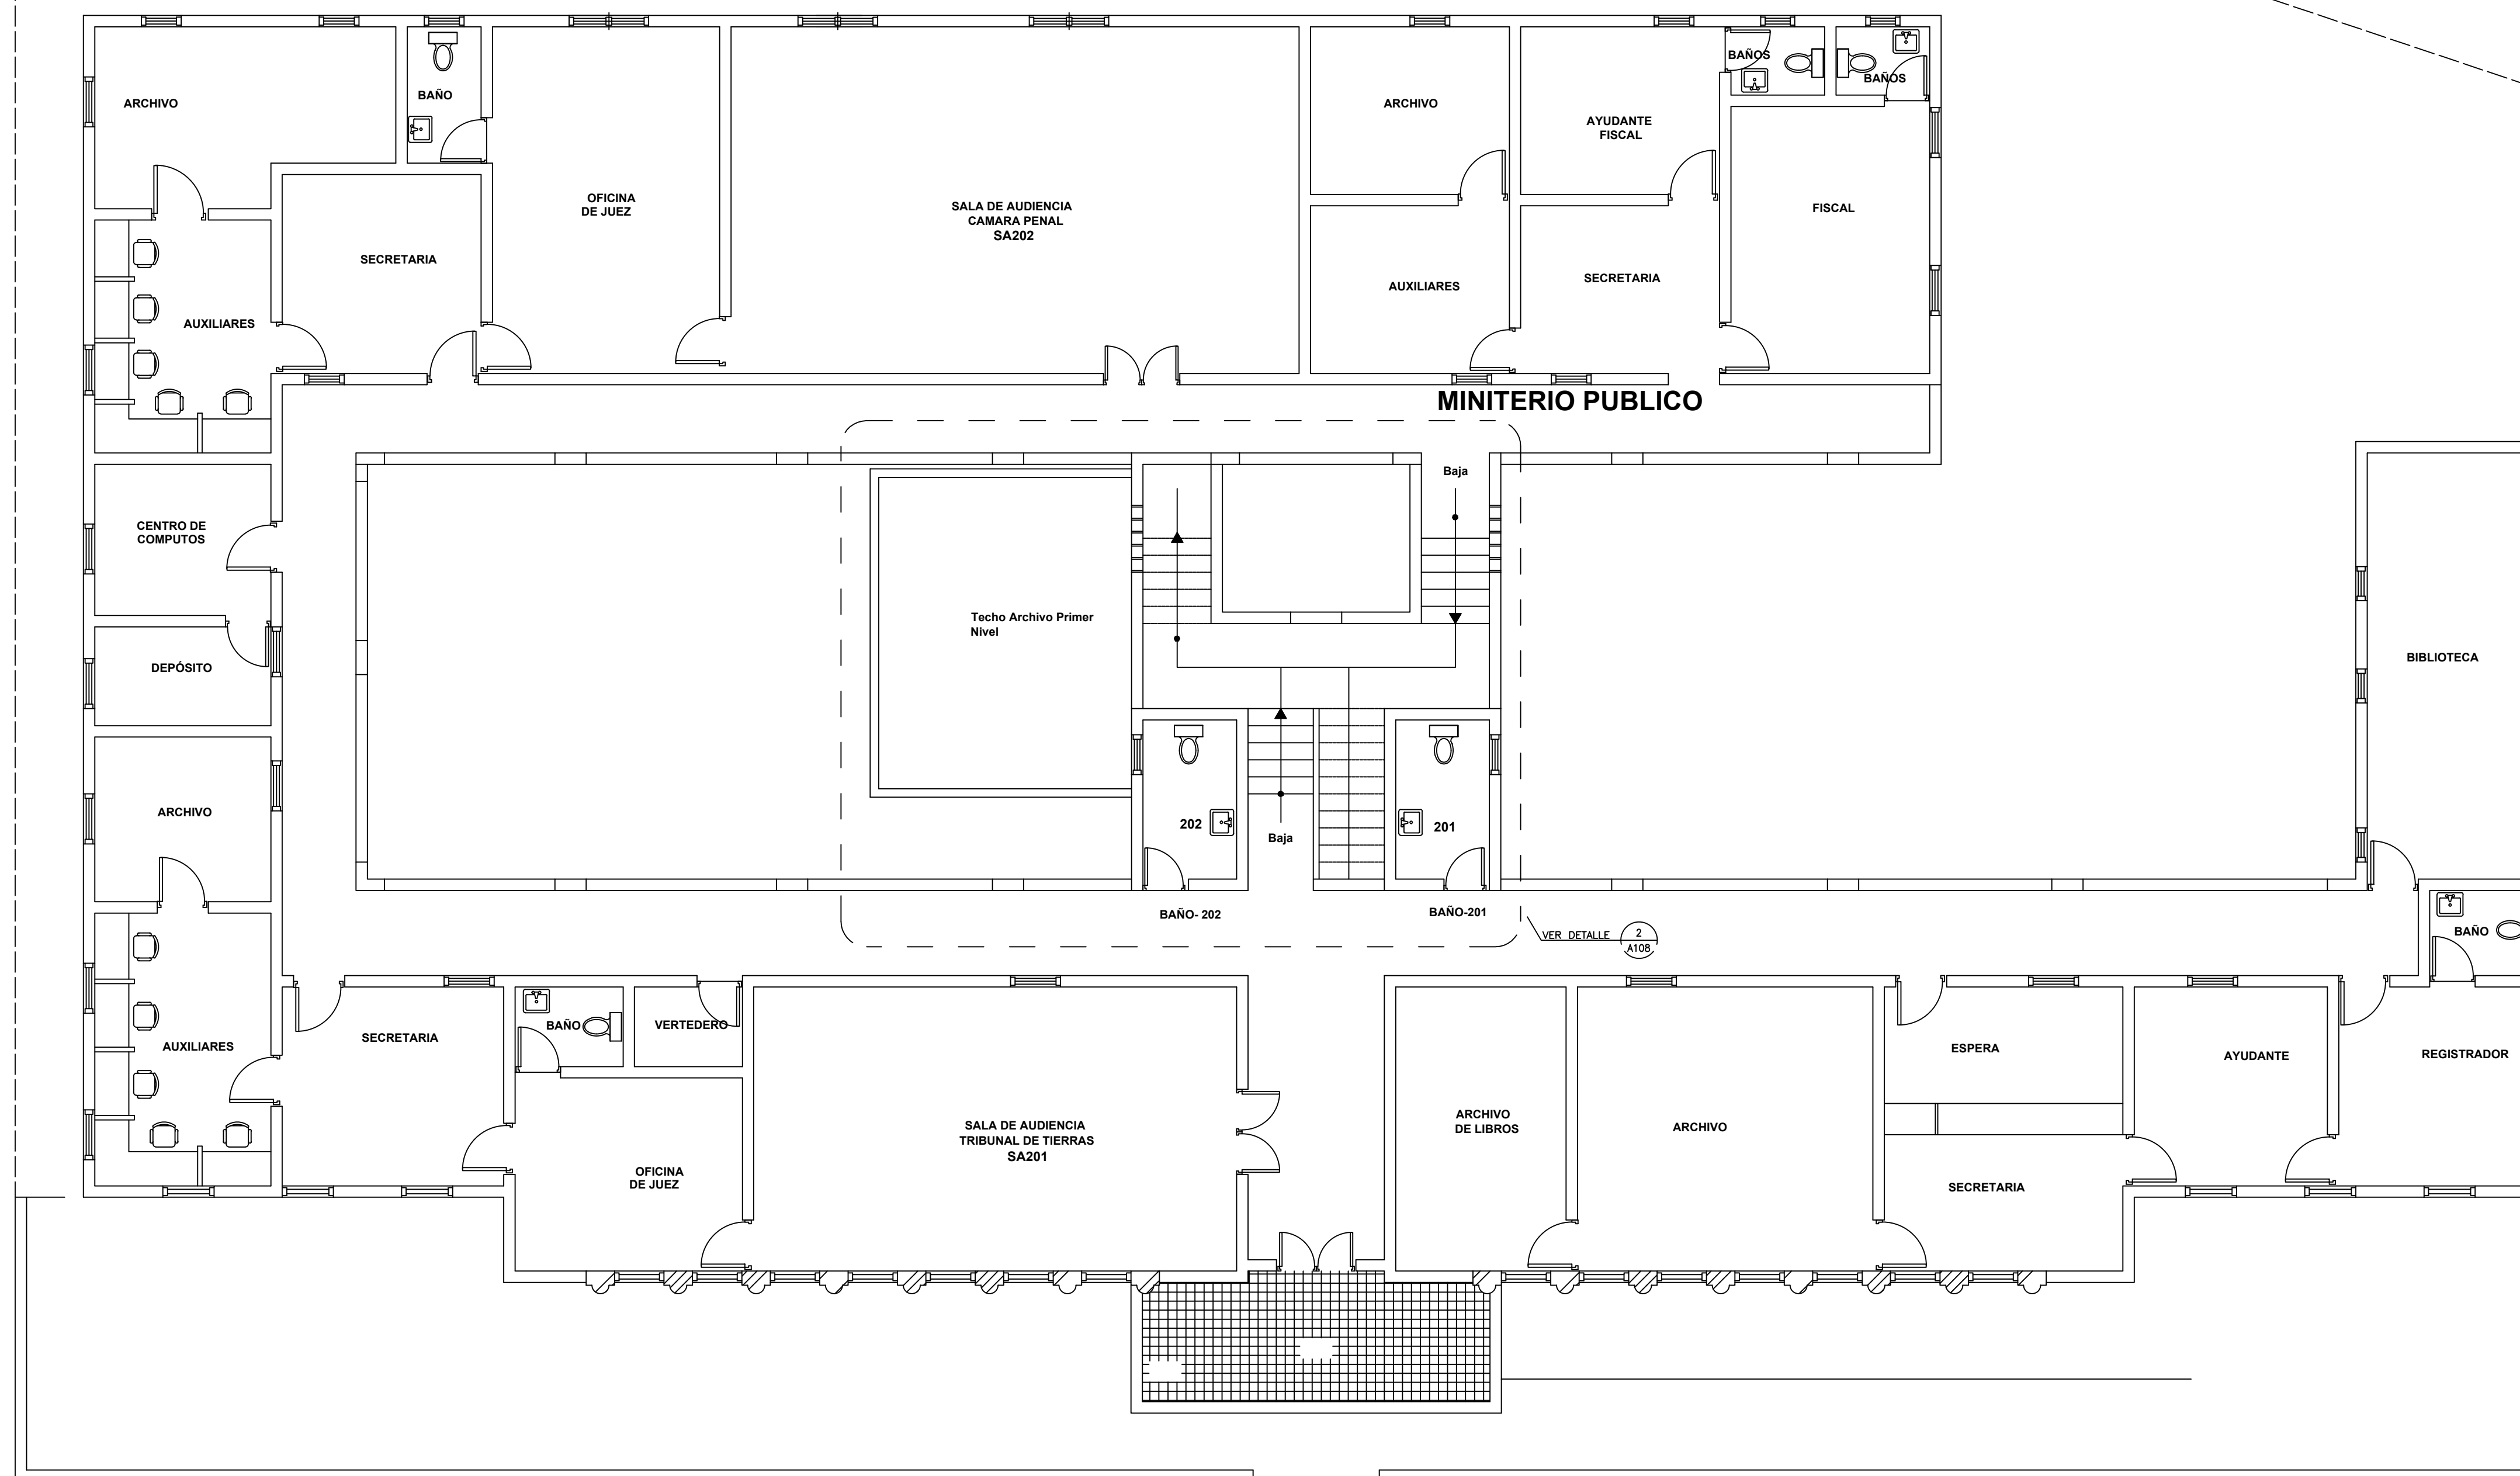 BAÑOS
BAÑOS
BAÑO
ARCHIVO
ARCHIVO
AYUDANTE
FISCAL
OFICINA
DE JUEZ
SALA DE AUDIENCIA
CAMARA PENAL
SA202
FISCAL
SECRETARIA
SECRETARIA
AUXILIARES
AUXILIARES
MINITERIO PUBLICO
Baja
CENTRO DE
COMPUTOS
Techo Archivo Primer
Nivel
DEPÓSITO
BIBLIOTECA
ARCHIVO
202
201
Baja
BAÑO- 202
BAÑO-201
VER DETALLE
2
A108
BAÑO
SECRETARIA
BAÑO
VERTEDERO
AUXILIARES
ESPERA
AYUDANTE
REGISTRADOR
SALA DE AUDIENCIA
TRIBUNAL DE TIERRAS
SA201
ARCHIVO
DE LIBROS
ARCHIVO
OFICINA
DE JUEZ
SECRETARIA